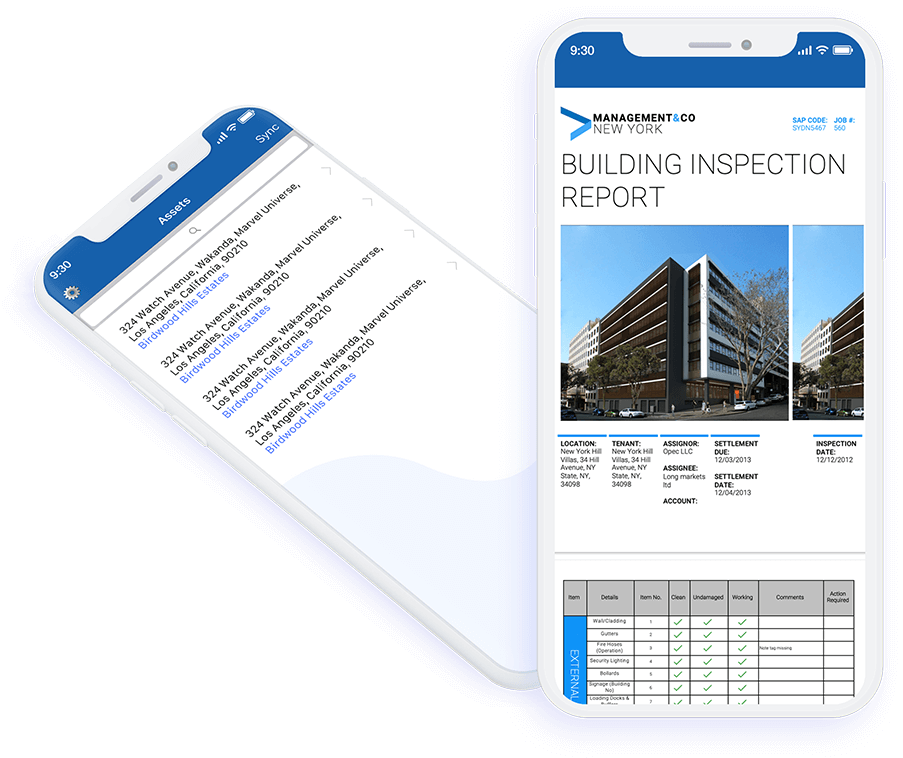 9:30
Assets
Sync
324 Watch Avenue, Wakanda, Marvel Universe,
Los Angeles, California, 90210
Birdwood Hills Estates
324 Watch Avenue, Wakanda, Marvel Universe,
Los Angeles, California, 90210
Birdwood Hills Estates
324 Watch Avenue, Wakanda, Marvel Universe,
Los Angeles, California, 90210
Birdwood Hills Estates
324 Watch Avenue, Wakanda, Marvel Universe,
Los Angeles, California, 90210
Birdwood Hills Estates
9:30
MANAGEMENT&CO
NEW YORK
SAP CODE: JOB #:
SYDN5467 560
BUILDING INSPECTION
REPORT
LOCATION:
New York Hill
Villas, 34 Hill
Avenue, NY
State, NY,
34098
TENANT:
New York Hill
Villas, 34 Hill
Avenue, NY
State, NY,
34098
ASSIGNOR:
Opec LLC
ASSIGNEE:
Long markets
ltd
ACCOUNT:
SETTLEMENT
DUE:
12/03/2013
SETTLEMENT
DATE:
12/04/2013
INSPECTION
DATE:
12/12/2012
Item Details Item No. Clean Undamaged Working Comments Action
Required
EXTERNAL
Wall/Cladding 1
Gutters 2
Fire Hoses
(Operation) 3 Note tag missing
Security Lighting 4
Bollards 5
Signage (Building
No) 6
Loading Docks &
7